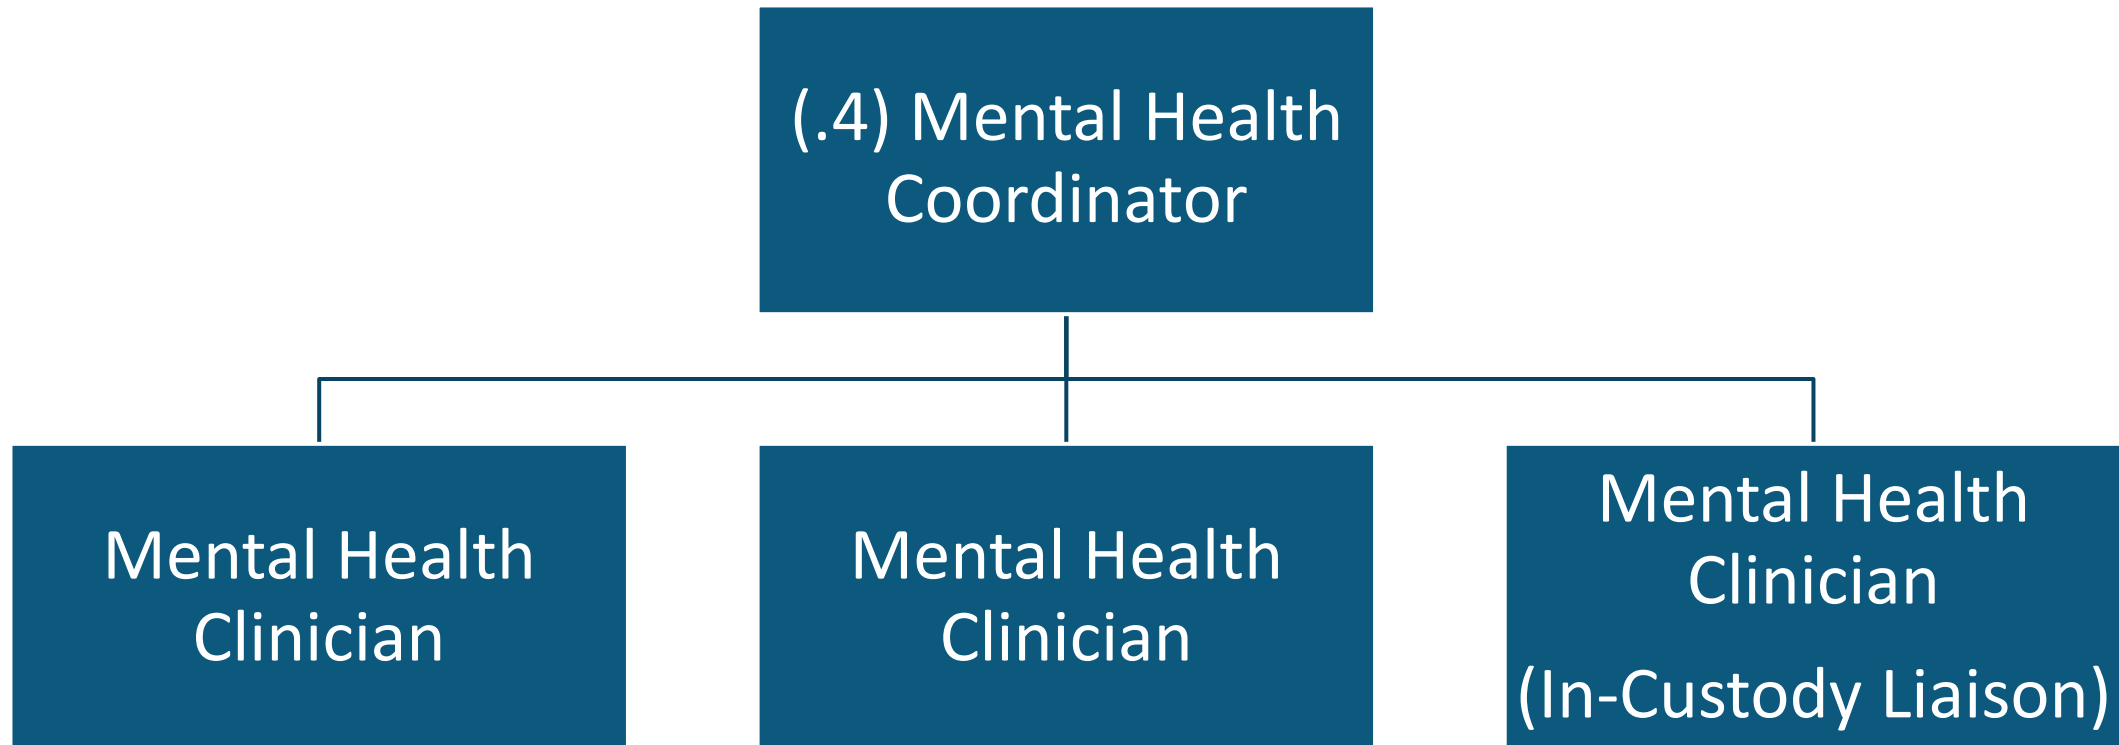 (.4) Mental Health
Coordinator
Mental Health
Clinician
Mental Health
Clinician
Mental Health
Clinician
(In-Custody Liaison)